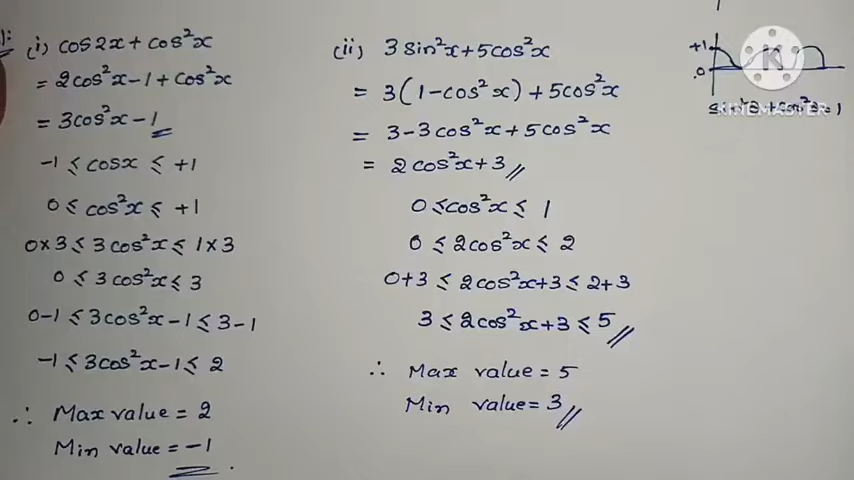 (i) cos2x + cos²x
= 2cos²x - 1 + cos²x
= 3cos²x - 1
-1 ≤ cosx ≤ +1
0 ≤ cos²x ≤ +1
0×3 ≤ 3cos²x ≤ 1×3
0 ≤ 3cos²x ≤ 3
0-1 ≤ 3cos²x - 1 ≤ 3-1
-1 ≤ 3cos²x - 1 ≤ 2
∴ Max value = 2
Min value = -1
(ii) 3sin²x + 5cos²x
= 3(1-cos²x) + 5cos²x
= 3 - 3cos²x + 5cos²x
= 2cos²x + 3 //
0 ≤ cos²x ≤ 1
0 ≤ 2cos²x ≤ 2
0+3 ≤ 2cos²x+3 ≤ 2+3
3 ≤ 2cos²x+3 ≤ 5 //
∴ Max value = 5
Min value = 3 //
+1
0
K
KINEMASTER